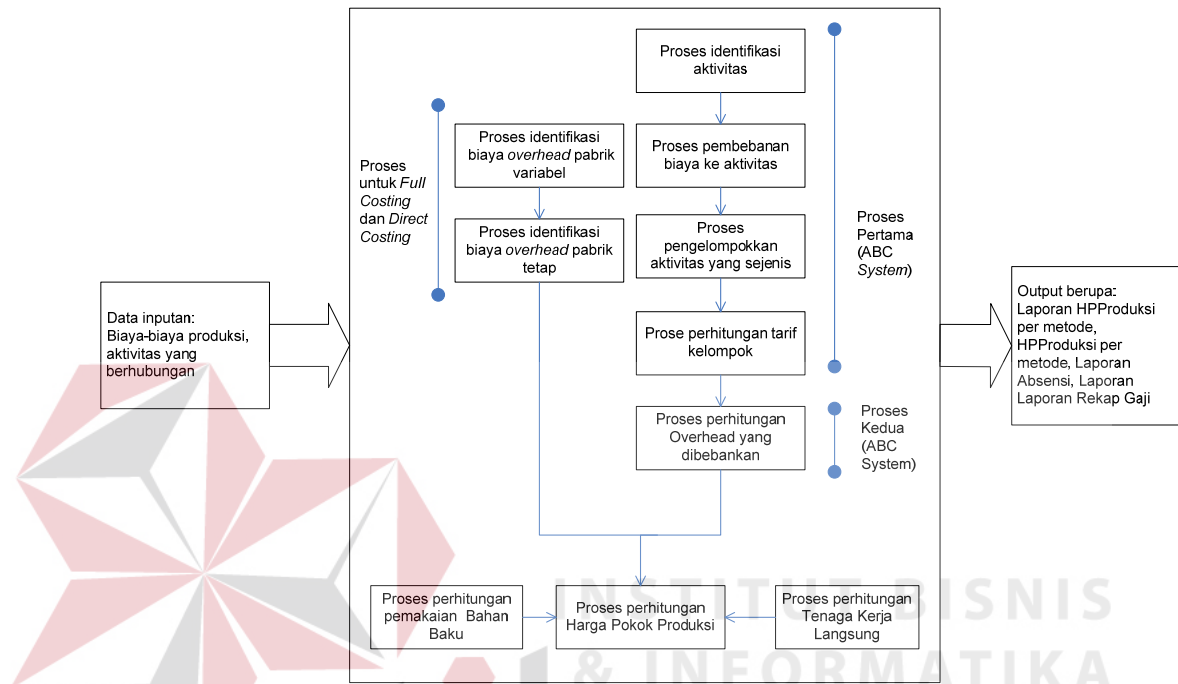 Data inputan:
Biaya-biaya produksi,
aktivitas yang
berhubungan
Proses
untuk Full
Costing
dan Direct
Costing
Proses identifikasi
biaya overhead pabrik
variabel
Proses identifikasi
biaya overhead pabrik
tetap
Proses identifikasi
aktivitas
Proses pembebanan
biaya ke aktivitas
Proses
pengelompokkan
aktivitas yang sejenis
Prose perhitungan tarif
kelompok
Proses perhitungan
Overhead yang
dibebankan
Proses
Pertama
(ABC
System)
Proses
Kedua
(ABC
System)
Proses perhitungan
pemakaian Bahan
Baku
Proses perhitungan
Harga Pokok Produksi
Proses perhitungan
Tenaga Kerja
Langsung
Output berupa:
Laporan HPProduksi
per metode,
HPProduksi per
metode, Laporan
Absensi, Laporan
Laporan Rekap Gaji
INSTITUT BISNIS
& INFORMATIKA